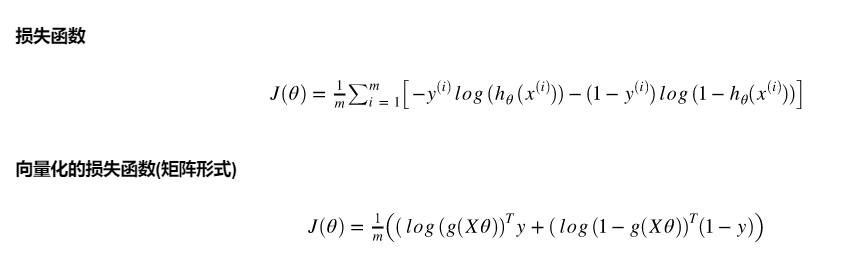 损失函数
J(θ) = 1/m ∑_{i = 1}^{m} [−y^{(i)} log (h_θ (x^{(i)})) − (1 − y^{(i)}) log (1 − h_θ(x^{(i)}))]
向量化的损失函数(矩阵形式)
J(θ) = 1/m (( log (g(Xθ))^T y + ( log (1 − g(Xθ))^T (1 − y))